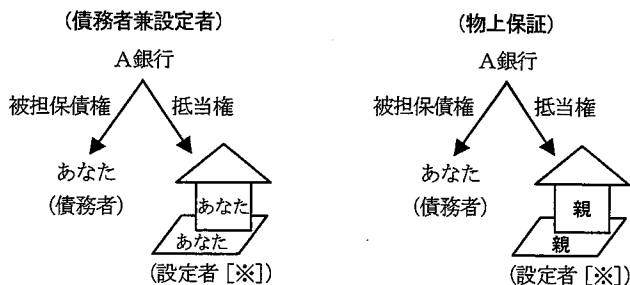 (債務者兼設定者)
A銀行
被担保債権 抵当権
あなた
(債務者)
あなた
あなた
(設定者[※])
(物上保証)
A銀行
被担保債権 抵当権
あなた
(債務者)
親
親
(設定者[※])